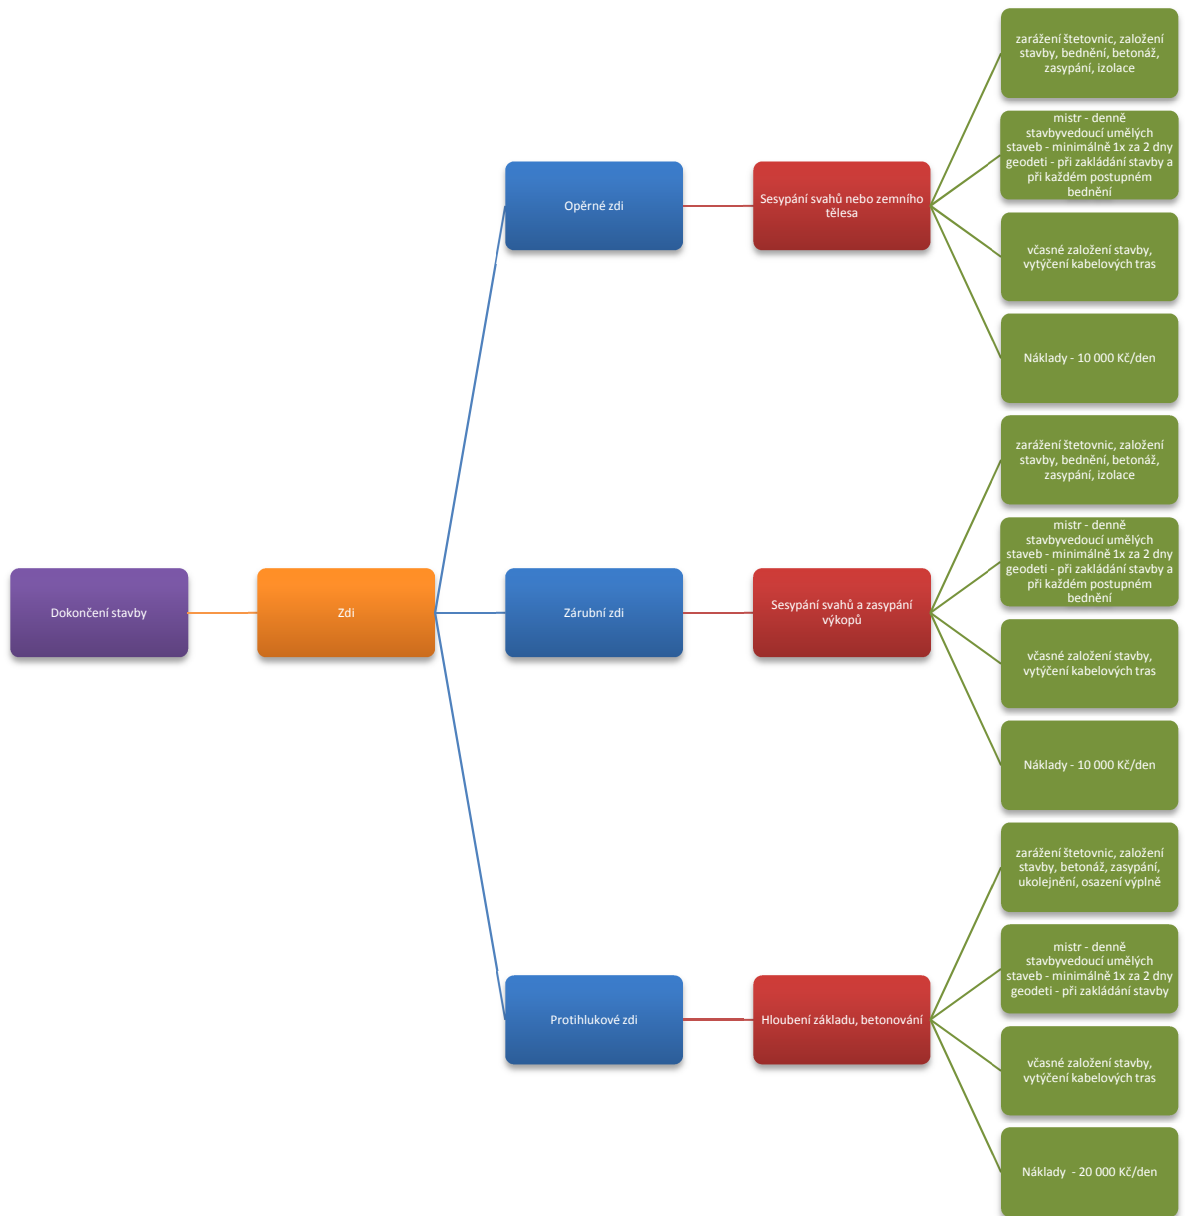 Dokončení stavby
Zdi
Opěrné zdi
Sesypání svahů nebo zemního
tělesa
zarážení štetovnic, založení
stavby, bednění, betonáž,
zasypání, izolace
mistr - denně
stavbyvedoucí umělých
staveb - minimálně 1x za 2 dny
geodeti - při zakládání stavby a
při každém postupném
bednění
včasné založení stavby,
vytýčení kabelových tras
Náklady - 10 000 Kč/den
Zárubní zdi
Sesypání svahů a zasypání
výkopů
zarážení štetovnic, založení
stavby, bednění, betonáž,
zasypání, izolace
mistr - denně
stavbyvedoucí umělých
staveb - minimálně 1x za 2 dny
geodeti - při zakládání stavby a
při každém postupném
bednění
včasné založení stavby,
vytýčení kabelových tras
Náklady - 10 000 Kč/den
Protihlukové zdi
Hloubení základu, betonování
zarážení štetovnic, založení
stavby, betonáž, zasypání,
ukolejnění, osazení výplně
mistr - denně
stavbyvedoucí umělých
staveb - minimálně 1x za 2 dny
geodeti - při zakládání stavby
včasné založení stavby,
vytýčení kabelových tras
Náklady  - 20 000 Kč/den